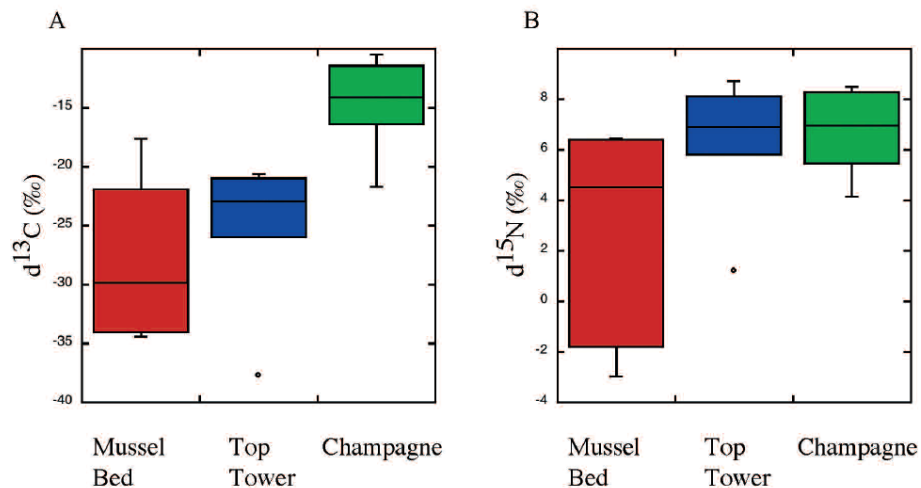 A
B
d13C (‰)
-15
-20
-25
-30
-35
-40
d15N (‰)
8
6
4
2
0
-2
-4
Mussel Bed
Top Tower
Champagne
Mussel Bed
Top Tower
Champagne